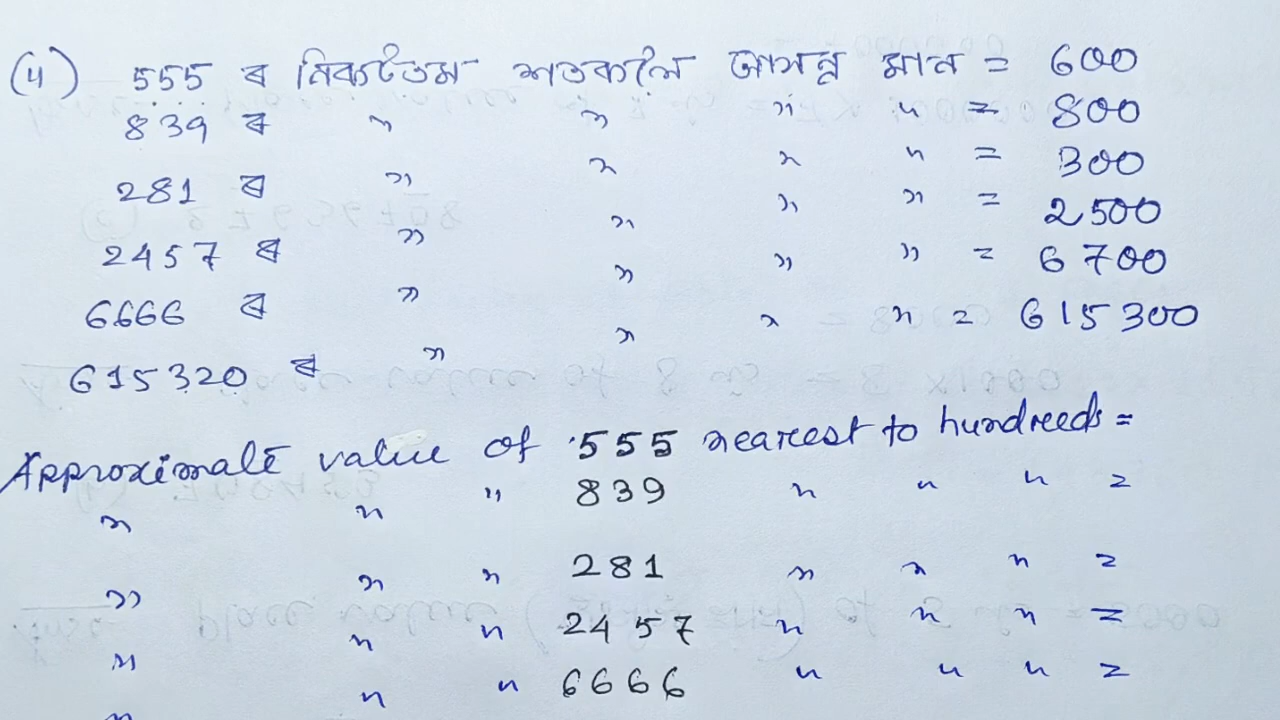 (4) 555 ৰ নিকটতম শতকলৈ আসন্ন মান = 600
839 ৰ " " " " = 800
281 ৰ " " " " = 300
2457 ৰ " " " " = 2500
6666 ৰ " " " " = 6700
615320 ৰ " " " " = 615300
Approximate value of 555 nearest to hundreeds =
" " " 839 " " " =
" " " 281 " " " =
" " " 2457 " " " =
" " " 6666 " " " =